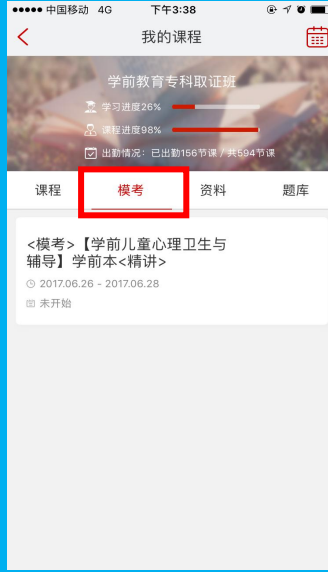 中国移动 4G 下午3:38
我的课程
学前教育专科取证班
学习进度26%
课程进度98%
出勤情况：已出勤156节课 / 共594节课
课程 模考 资料 题库
<模考>【学前儿童心理卫生与
辅导】学前本<精讲>
2017.06.26 - 2017.06.28
未开始